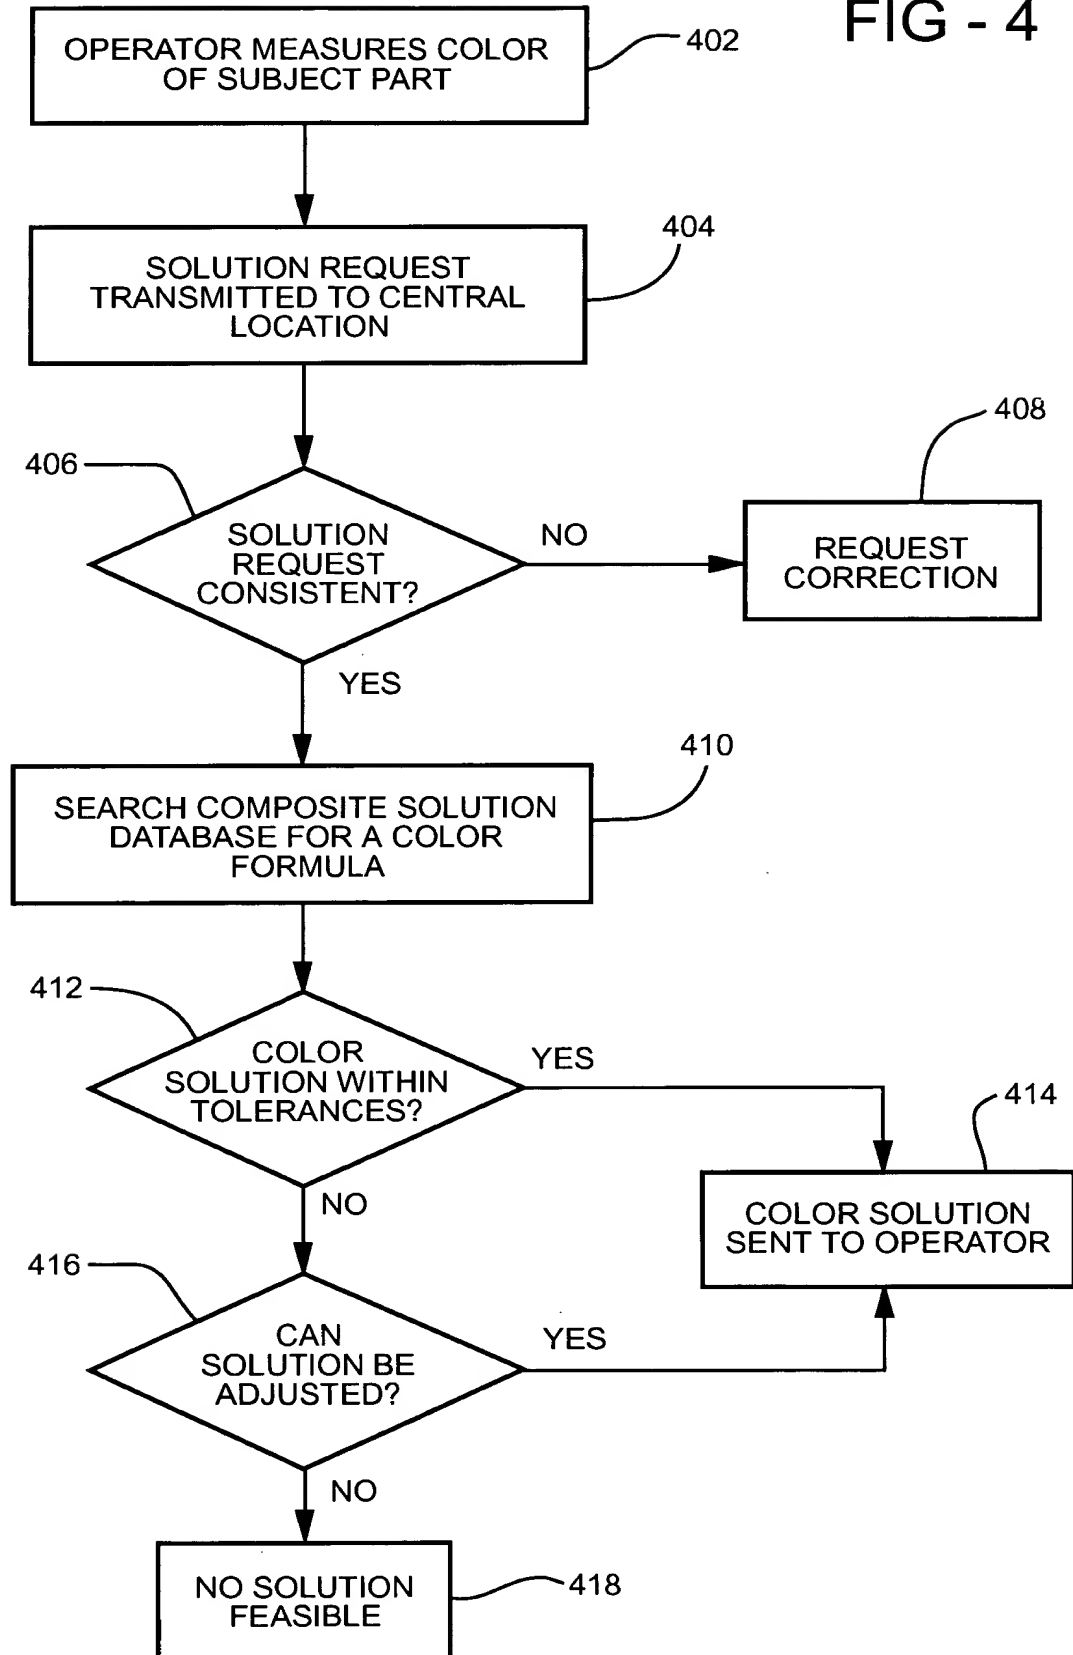 FIG - 4
OPERATOR MEASURES COLOR
OF SUBJECT PART
402
SOLUTION REQUEST
TRANSMITTED TO CENTRAL
LOCATION
404
406
SOLUTION
REQUEST
CONSISTENT?
NO
408
REQUEST
CORRECTION
YES
SEARCH COMPOSITE SOLUTION
DATABASE FOR A COLOR
FORMULA
410
412
COLOR
SOLUTION WITHIN
TOLERANCES?
YES
414
COLOR SOLUTION
SENT TO OPERATOR
NO
416
CAN
SOLUTION BE
ADJUSTED?
YES
NO
NO SOLUTION
FEASIBLE
418